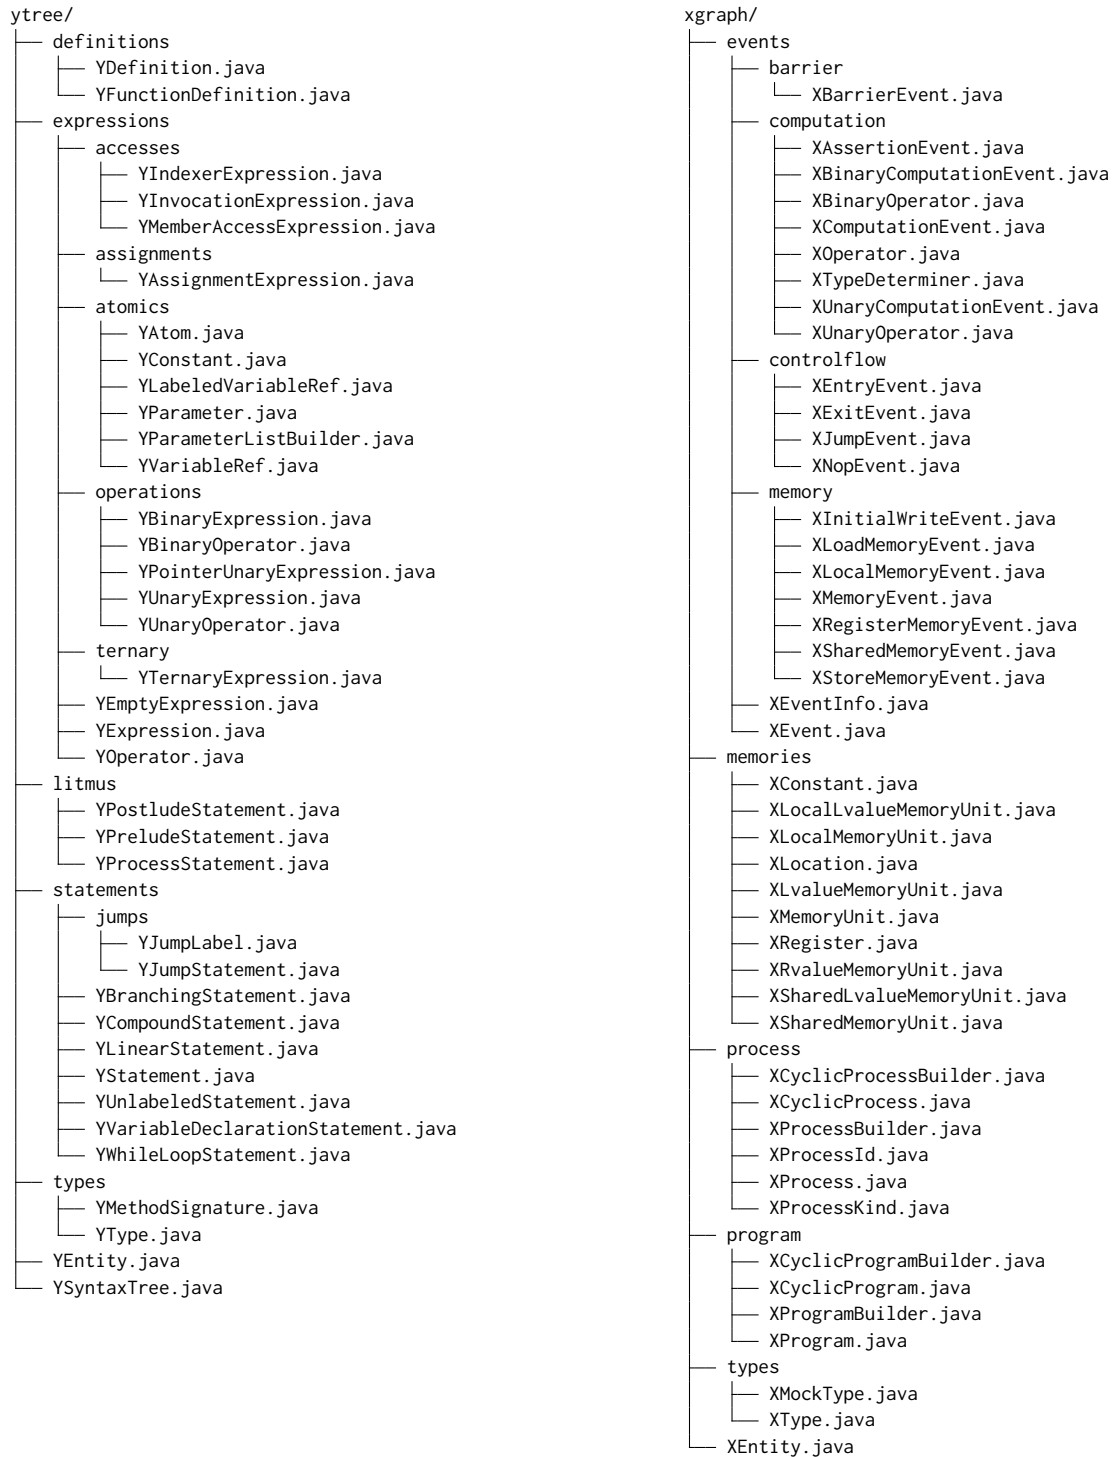 ytree/
├── definitions
│   ├── YDefinition.java
│   └── YFunctionDefinition.java
├── expressions
│   ├── accesses
│   │   ├── YIndexerExpression.java
│   │   ├── YInvocationExpression.java
│   │   └── YMemberAccessExpression.java
│   ├── assignments
│   │   └── YAssignmentExpression.java
│   ├── atomics
│   │   ├── YAtom.java
│   │   ├── YConstant.java
│   │   ├── YLabeledVariableRef.java
│   │   ├── YParameter.java
│   │   ├── YParameterListBuilder.java
│   │   └── YVariableRef.java
│   ├── operations
│   │   ├── YBinaryExpression.java
│   │   ├── YBinaryOperator.java
│   │   ├── YPointerUnaryExpression.java
│   │   ├── YUnaryExpression.java
│   │   └── YUnaryOperator.java
│   ├── ternary
│   │   └── YTernaryExpression.java
│   ├── YEmptyExpression.java
│   ├── YExpression.java
│   └── YOperator.java
├── litmus
│   ├── YPostludeStatement.java
│   ├── YPreludeStatement.java
│   └── YProcessStatement.java
├── statements
│   ├── jumps
│   │   ├── YJumpLabel.java
│   │   └── YJumpStatement.java
│   ├── YBranchingStatement.java
│   ├── YCompoundStatement.java
│   ├── YLinearStatement.java
│   ├── YStatement.java
│   ├── YUnlabeledStatement.java
│   ├── YVariableDeclarationStatement.java
│   └── YWhileLoopStatement.java
├── types
│   ├── YMethodSignature.java
│   └── YType.java
├── YEntity.java
└── YSyntaxTree.java
xgraph/
├── events
│   ├── barrier
│   │   └── XBarrierEvent.java
│   ├── computation
│   │   ├── XAssertionEvent.java
│   │   ├── XBinaryComputationEvent.java
│   │   ├── XBinaryOperator.java
│   │   ├── XComputationEvent.java
│   │   ├── XOperator.java
│   │   ├── XTypeDeterminer.java
│   │   ├── XUnaryComputationEvent.java
│   │   └── XUnaryOperator.java
│   ├── controlflow
│   │   ├── XEntryEvent.java
│   │   ├── XExitEvent.java
│   │   ├── XJumpEvent.java
│   │   └── XNopEvent.java
│   ├── memory
│   │   ├── XInitialWriteEvent.java
│   │   ├── XLoadMemoryEvent.java
│   │   ├── XLocalMemoryEvent.java
│   │   ├── XMemoryEvent.java
│   │   ├── XRegisterMemoryEvent.java
│   │   ├── XSharedMemoryEvent.java
│   │   └── XStoreMemoryEvent.java
│   ├── XEventInfo.java
│   └── XEvent.java
├── memories
│   ├── XConstant.java
│   ├── XLocalLvalueMemoryUnit.java
│   ├── XLocalMemoryUnit.java
│   ├── XLocation.java
│   ├── XLvalueMemoryUnit.java
│   ├── XMemoryUnit.java
│   ├── XRegister.java
│   ├── XRvalueMemoryUnit.java
│   ├── XSharedLvalueMemoryUnit.java
│   └── XSharedMemoryUnit.java
├── process
│   ├── XCyclicProcessBuilder.java
│   ├── XCyclicProcess.java
│   ├── XProcessBuilder.java
│   ├── XProcessId.java
│   ├── XProcess.java
│   └── XProcessKind.java
├── program
│   ├── XCyclicProgramBuilder.java
│   ├── XCyclicProgram.java
│   ├── XProgramBuilder.java
│   └── XProgram.java
├── types
│   ├── XMockType.java
│   └── XType.java
└── XEntity.java